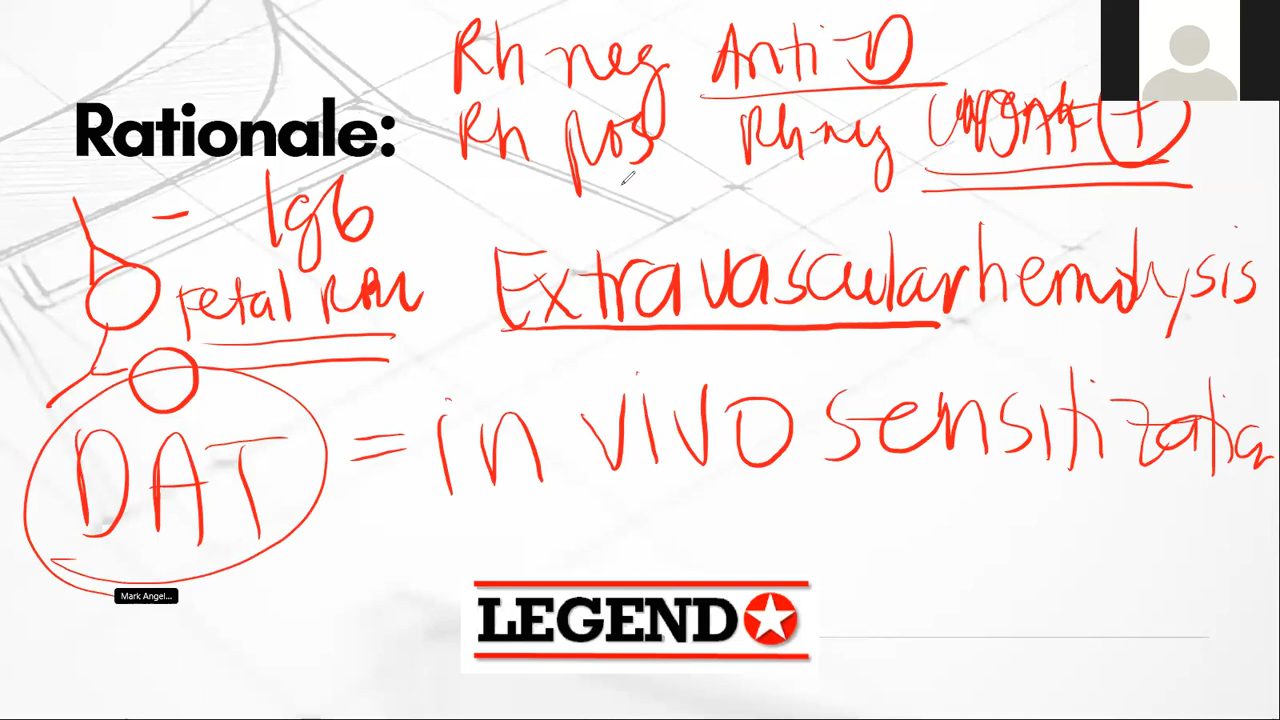 Rh neg Anti D
Rh pos Rh neg
Rationale:
IgG
fetal RBC
Extravascular hemolysis
DAT = in vivo sensitization
Mark Angel...
LEGEND